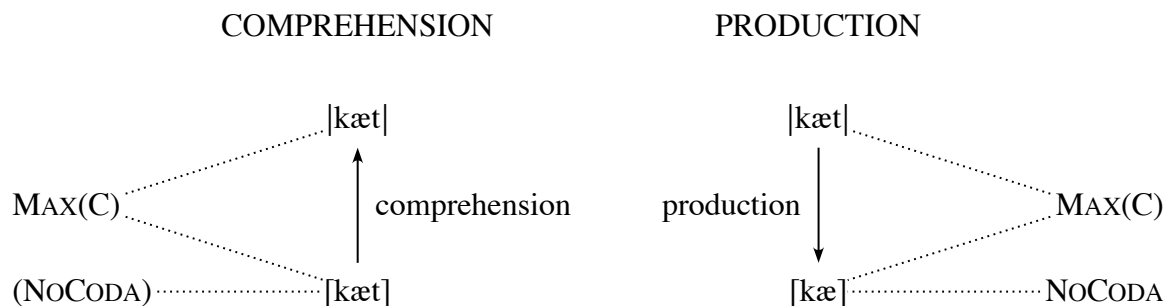 COMPREHENSION PRODUCTION
|kæt| |kæt|
MAX(C) comprehension production MAX(C)
(NOCODA) [kæt] [kæ] NOCODA